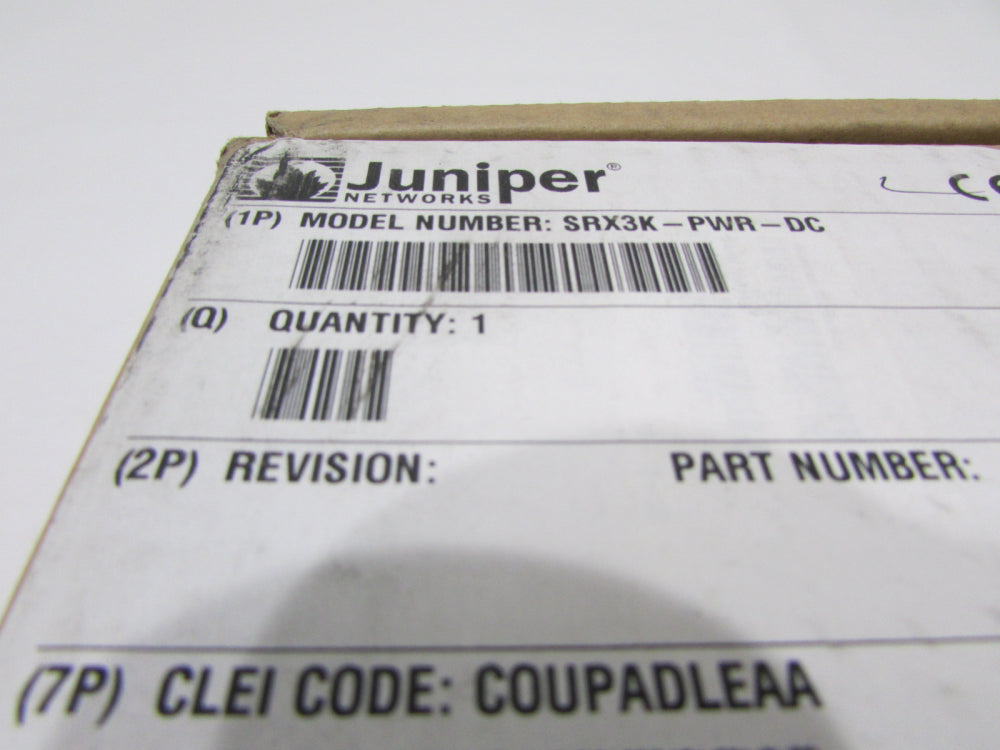 Juniper®
NETWORKS
(1P) MODEL NUMBER: SRX3K-PWR-DC
(Q) QUANTITY: 1
(2P) REVISION: PART NUMBER:
(7P) CLEI CODE: COUPADLEAA